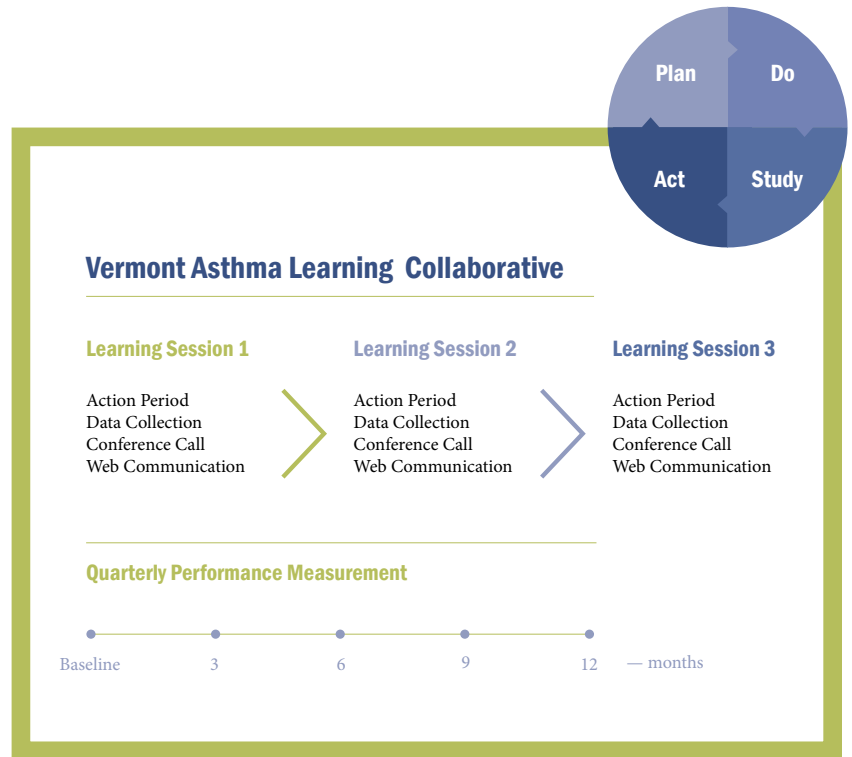 Plan
Do
Act
Study
Vermont Asthma Learning Collaborative
Learning Session 1
Action Period
Data Collection
Conference Call
Web Communication
Learning Session 2
Action Period
Data Collection
Conference Call
Web Communication
Learning Session 3
Action Period
Data Collection
Conference Call
Web Communication
Quarterly Performance Measurement
Baseline 3 6 9 12 — months